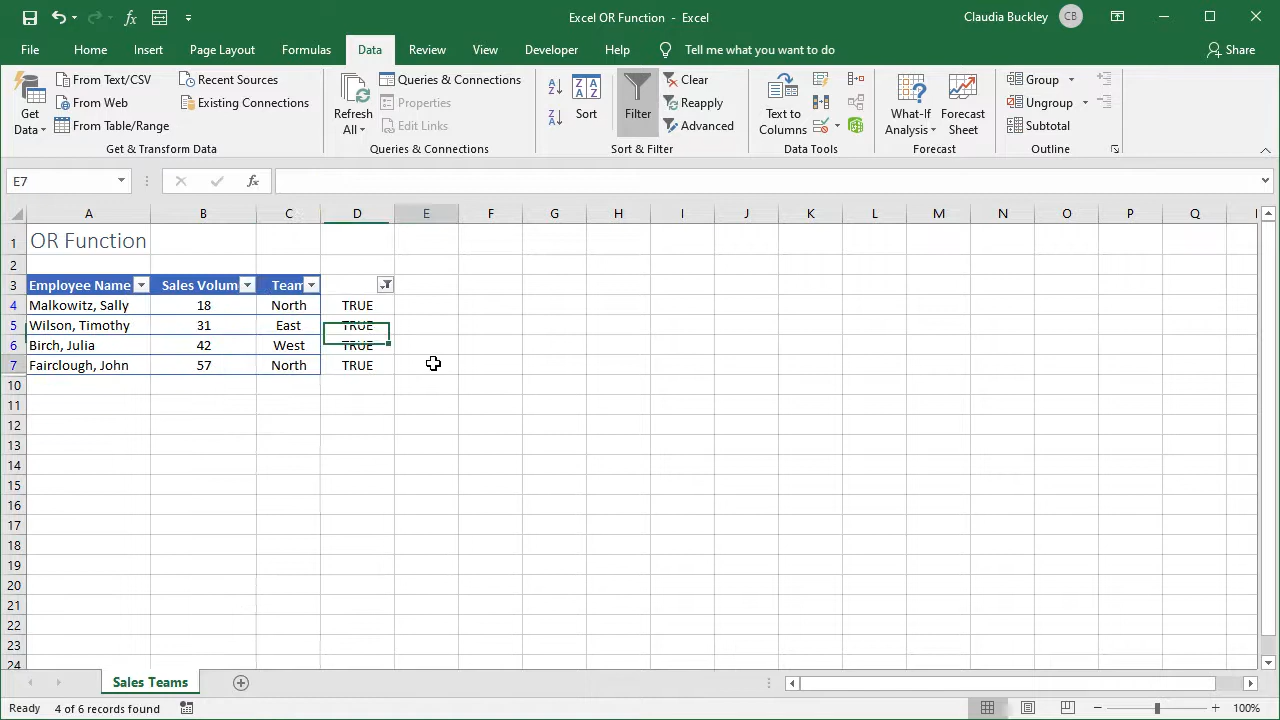 Excel OR Function - Excel
Claudia Buckley
CB
File Home Insert Page Layout Formulas Data Review View Developer Help Tell me what you want to do Share
Get Data
From Text/CSV
From Web
From Table/Range
Recent Sources
Existing Connections
Get & Transform Data
Refresh All
Queries & Connections
Properties
Edit Links
Queries & Connections
Sort
Filter
Clear
Reapply
Advanced
Sort & Filter
Text to Columns
Data Tools
What-If Analysis
Forecast Sheet
Forecast
Group
Ungroup
Subtotal
Outline
E7
fx
A B C D E F G H I J K L M N O P Q
1 OR Function
2
3 Employee Name Sales Volum Team
4 Malkowitz, Sally 18 North TRUE
5 Wilson, Timothy 31 East TRUE
6 Birch, Julia 42 West TRUE
7 Fairclough, John 57 North TRUE
10
11
12
13
14
15
16
17
18
19
20
21
22
23
24
Sales Teams
Ready 4 of 6 records found 100%